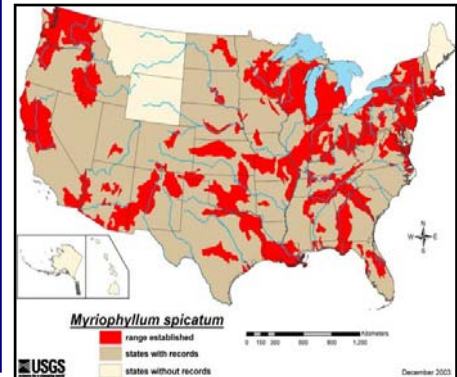 N
W E
S
Myriophyllum spicatum
range established
states with records
states without records
Kilometers
0 150 300 600 900 1,200
USGS
December 2003